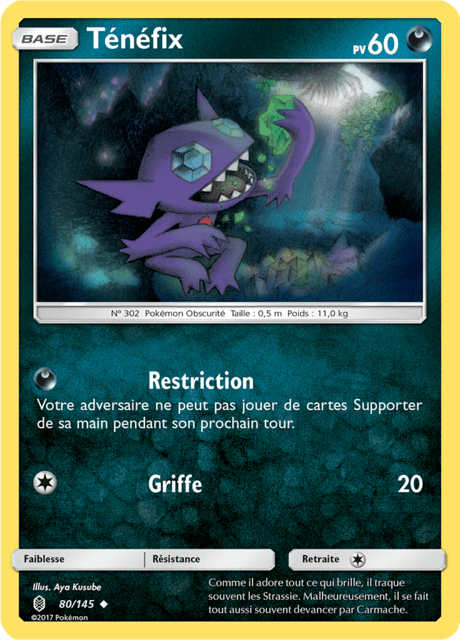 BASE Ténéfix PV60
N° 302 Pokémon Obscurité Taille : 0,5 m Poids : 11,0 kg
Restriction
Votre adversaire ne peut pas jouer de cartes Supporter
de sa main pendant son prochain tour.
Griffe 20
Faiblesse Résistance Retraite
Illus. Aya Kusube
80/145
©2017 Pokémon
Comme il adore tout ce qui brille, il traque
souvent les Strassie. Malheureusement, il se fait
tout aussi souvent devancer par Carmache.